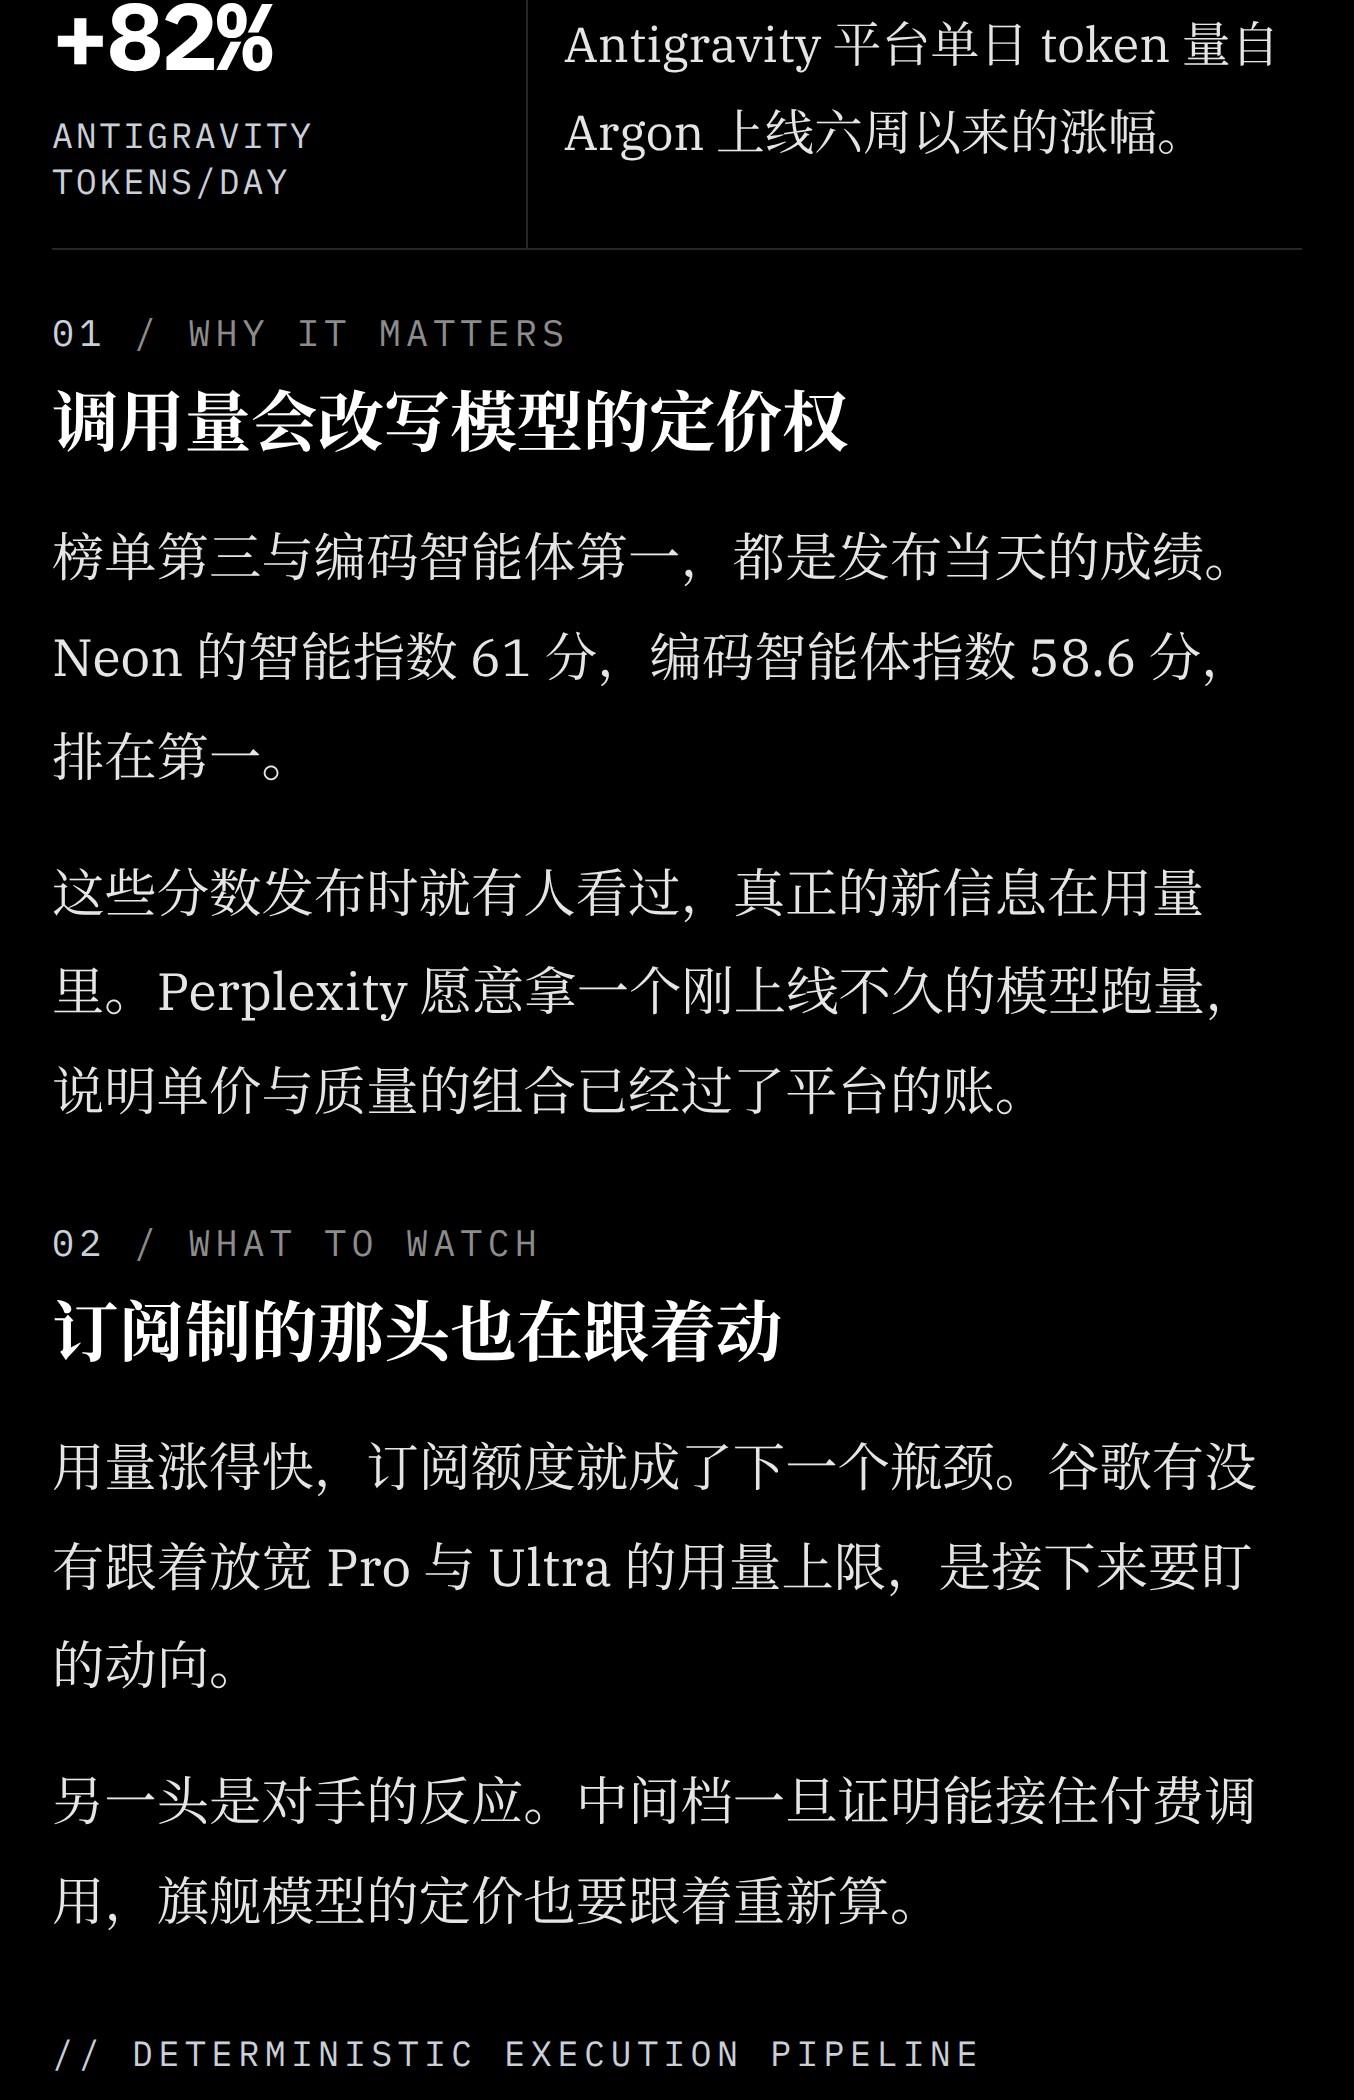 +82%
ANTIGRAVITY
TOKENS/DAY
Antigravity 平台单日 token 量自
Argon 上线六周以来的涨幅。
01 / WHY IT MATTERS
调用量会改写模型的定价权
榜单第三与编码智能体第一，都是发布当天的成绩。
Neon 的智能指数 61 分，编码智能体指数 58.6 分，
排在第一。
这些分数发布时就有人看过，真正的新信息在用量
里。Perplexity 愿意拿一个刚上线不久的模型跑量，
说明单价与质量的组合已经过了平台的账。
02 / WHAT TO WATCH
订阅制的那头也在跟着动
用量涨得快，订阅额度就成了下一个瓶颈。谷歌有没
有跟着放宽 Pro 与 Ultra 的用量上限，是接下来要盯
的动向。
另一头是对手的反应。中间档一旦证明能接住付费调
用，旗舰模型的定价也要跟着重新算。
// DETERMINISTIC EXECUTION PIPELINE